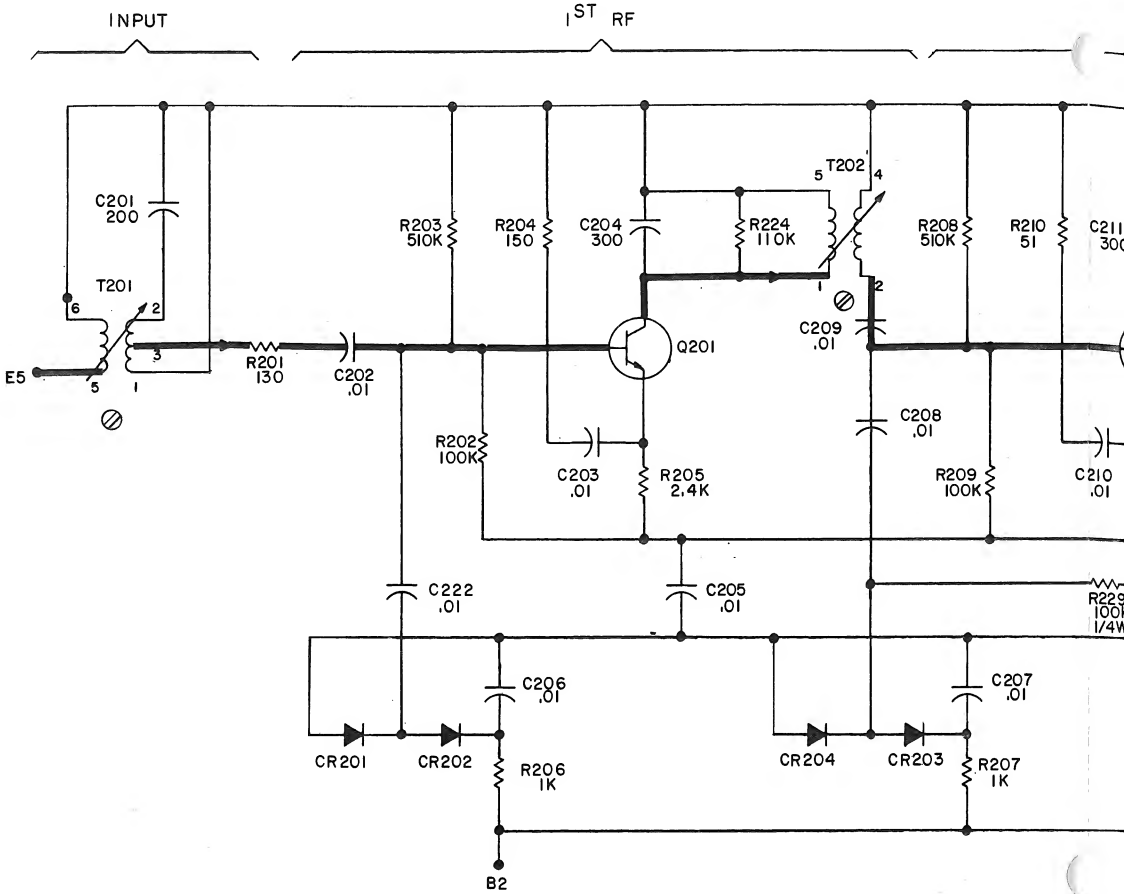 INPUT
1ST RF
C201
200
T201
6
2
3
5
1
E5
R201
130
C202
.01
R203
510K
R204
150
C204
300
R224
110K
T202
5
4
1
2
R208
510K
R210
51
C211
300
Q201
C209
.01
R202
100K
C203
.01
R205
2.4K
C208
.01
R209
100K
C210
.01
C222
.01
C205
.01
R229
100K
1/4W
C206
.01
C207
.01
CR201
CR202
R206
1K
CR204
CR203
R207
1K
B2